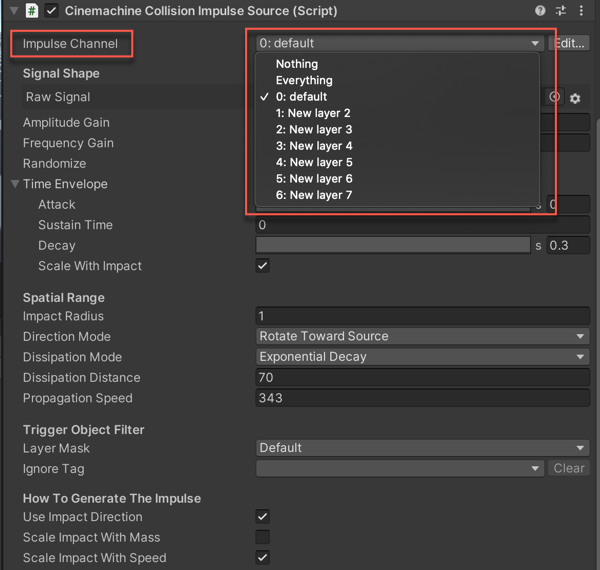 Cinemachine Collision Impulse Source (Script)
Impulse Channel
0: default
Edit...
Nothing
Everything
0: default
1: New layer 2
2: New layer 3
3: New layer 4
4: New layer 5
5: New layer 6
6: New layer 7
Signal Shape
Raw Signal
Amplitude Gain
Frequency Gain
Randomize
Time Envelope
Attack s 0
Sustain Time 0
Decay s 0.3
Scale With Impact
Spatial Range
Impact Radius 1
Direction Mode Rotate Toward Source
Dissipation Mode Exponential Decay
Dissipation Distance 70
Propagation Speed 343
Trigger Object Filter
Layer Mask Default
Ignore Tag Clear
How To Generate The Impulse
Use Impact Direction
Scale Impact With Mass
Scale Impact With Speed